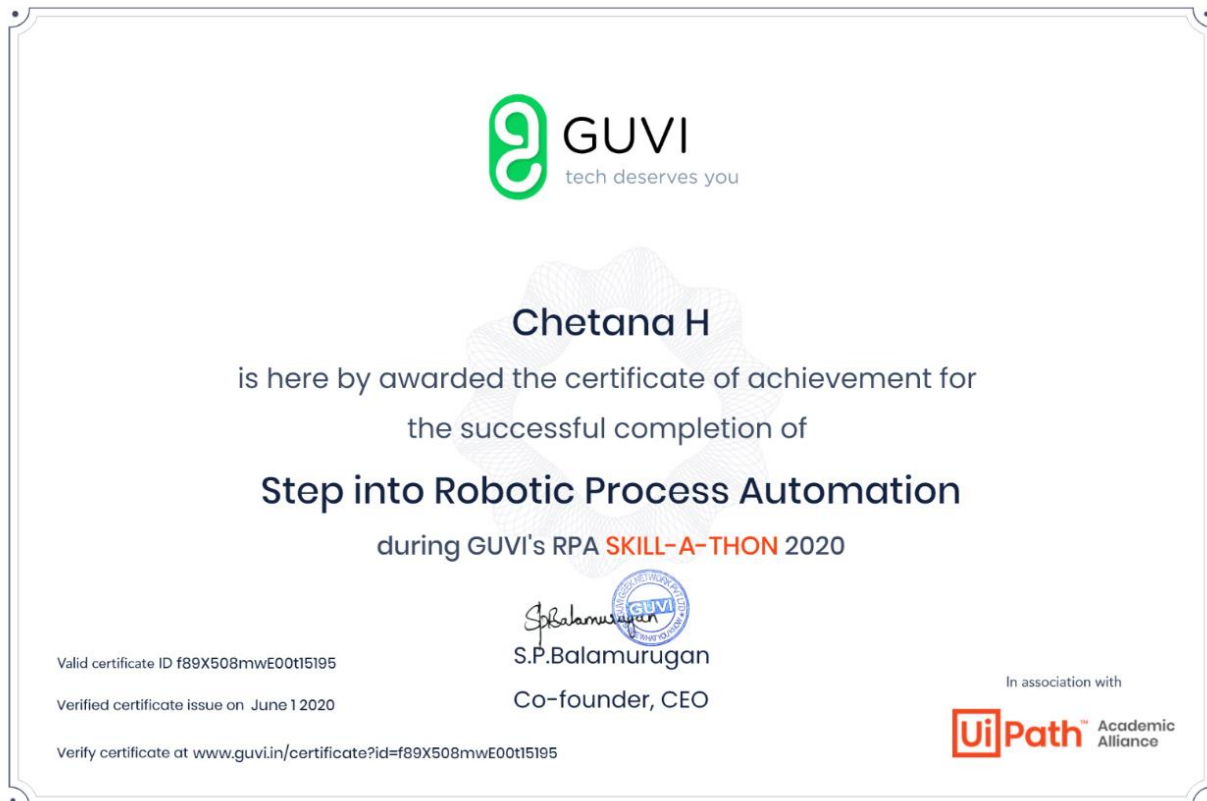 GUVI
tech deserves you
Chetana H
is here by awarded the certificate of achievement for
the successful completion of
Step into Robotic Process Automation
during GUVI's RPA SKILL-A-THON 2020
SpBalamurugan
GUVI
S.P.Balamurugan
Co-founder, CEO
Valid certificate ID f89X508mwE00t15195
Verified certificate issue on June 1 2020
Verify certificate at www.guvi.in/certificate?id=f89X508mwE00t15195
In association with
UiPath™ Academic
Alliance